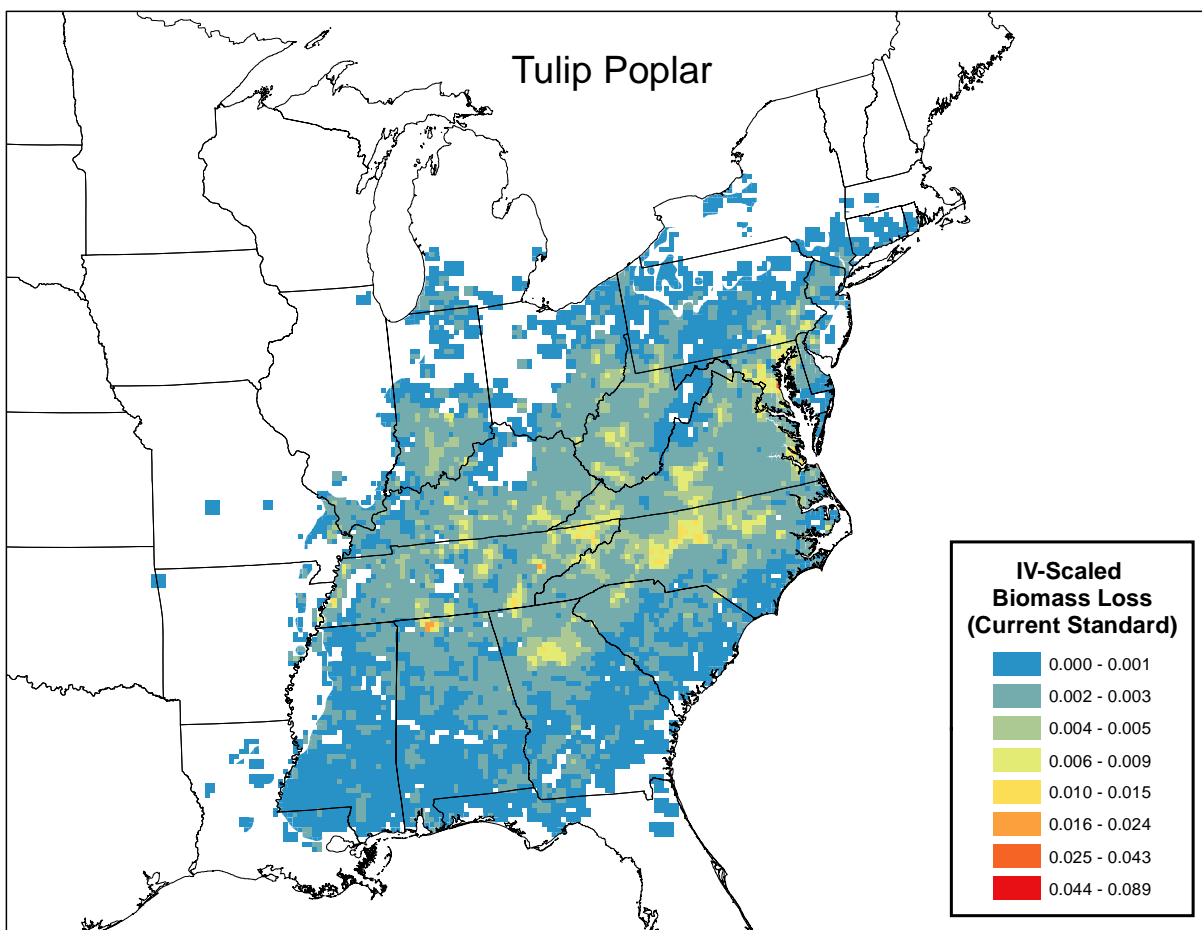 Tulip Poplar
IV-Scaled
Biomass Loss
(Current Standard)
0.000 - 0.001
0.002 - 0.003
0.004 - 0.005
0.006 - 0.009
0.010 - 0.015
0.016 - 0.024
0.025 - 0.043
0.044 - 0.089